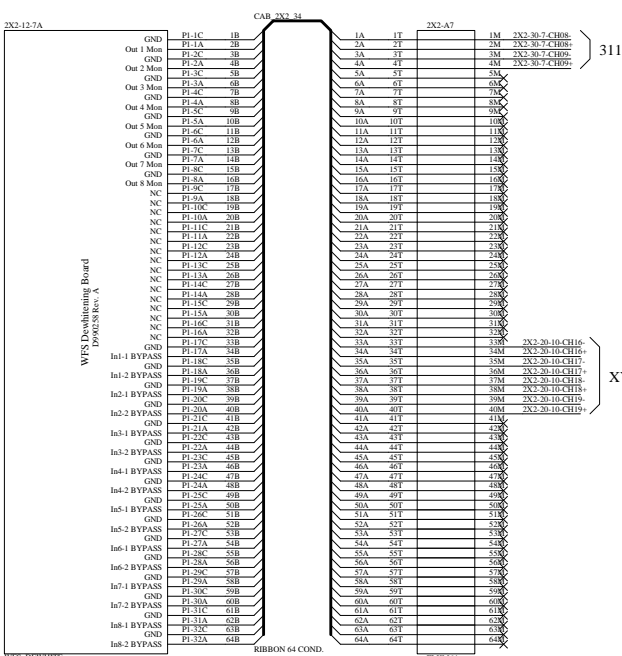 CAB_2X2_34
2X2-12-7A 2X2-A7
GND P1-1C 1B 1A 1T 1M 2X2-30-7-CH08-
Out 1 Mon P1-1A 2B 2A 2T 2M 2X2-30-7-CH08+
GND P1-2C 3B 3A 3T 3M 2X2-30-7-CH09-
Out 2 Mon P1-2A 4B 4A 4T 4M 2X2-30-7-CH09+
311
GND P1-3C 5B 5A 5T 5M
Out 3 Mon P1-3A 6B 6A 6T 6M
GND P1-4C 7B 7A 7T 7M
Out 4 Mon P1-4A 8B 8A 8T 8M
GND P1-5C 9B 9A 9T 9M
Out 5 Mon P1-5A 10B 10A 10T 10M
GND P1-6C 11B 11A 11T 11M
Out 6 Mon P1-6A 12B 12A 12T 12M
GND P1-7C 13B 13A 13T 13M
Out 7 Mon P1-7A 14B 14A 14T 14M
GND P1-8C 15B 15A 15T 15M
Out 8 Mon P1-8A 16B 16A 16T 16M
NC P1-9C 17B 17A 17T 17M
NC P1-9A 18B 18A 18T 18M
NC P1-10C 19B 19A 19T 19M
NC P1-10A 20B 20A 20T 20M
NC P1-11C 21B 21A 21T 21M
NC P1-11A 22B 22A 22T 22M
NC P1-12C 23B 23A 23T 23M
NC P1-12A 24B 24A 24T 24M
NC P1-13C 25B 25A 25T 25M
NC P1-13A 26B 26A 26T 26M
NC P1-14C 27B 27A 27T 27M
NC P1-14A 28B 28A 28T 28M
NC P1-15C 29B 29A 29T 29M
NC P1-15A 30B 30A 30T 30M
NC P1-16C 31B 31A 31T 31M
NC P1-16A 32B 32A 32T 32M
WFS Dewhitening Board
D990258 Rev. A
GND P1-17C 33B 33A 33T 33M 2X2-20-10-CH16-
In1-1 BYPASS P1-17A 34B 34A 34T 34M 2X2-20-10-CH16+
GND P1-18C 35B 35A 35T 35M 2X2-20-10-CH17-
In1-2 BYPASS P1-18A 36B 36A 36T 36M 2X2-20-10-CH17+
GND P1-19C 37B 37A 37T 37M 2X2-20-10-CH18-
In2-1 BYPASS P1-19A 38B 38A 38T 38M 2X2-20-10-CH18+
GND P1-20C 39B 39A 39T 39M 2X2-20-10-CH19-
In2-2 BYPASS P1-20A 40B 40A 40T 40M 2X2-20-10-CH19+
GND P1-21C 41B 41A 41T 41M
In3-1 BYPASS P1-21A 42B 42A 42T 42M
GND P1-22C 43B 43A 43T 43M
In3-2 BYPASS P1-22A 44B 44A 44T 44M
GND P1-23C 45B 45A 45T 45M
In4-1 BYPASS P1-23A 46B 46A 46T 46M
GND P1-24C 47B 47A 47T 47M
In4-2 BYPASS P1-24A 48B 48A 48T 48M
GND P1-25C 49B 49A 49T 49M
In5-1 BYPASS P1-25A 50B 50A 50T 50M
GND P1-26C 51B 51A 51T 51M
In5-2 BYPASS P1-26A 52B 52A 52T 52M
GND P1-27C 53B 53A 53T 53M
In6-1 BYPASS P1-27A 54B 54A 54T 54M
GND P1-28C 55B 55A 55T 55M
In6-2 BYPASS P1-28A 56B 56A 56T 56M
GND P1-29C 57B 57A 57T 57M
In7-1 BYPASS P1-29A 58B 58A 58T 58M
GND P1-30C 59B 59A 59T 59M
In7-2 BYPASS P1-30A 60B 60A 60T 60M
GND P1-31C 61B 61A 61T 61M
In8-1 BYPASS P1-31A 62B 62A 62T 62M
GND P1-32C 63B 63A 63T 63M
In8-2 BYPASS P1-32A 64B 64A 64T 64M
RIBBON 64 COND.